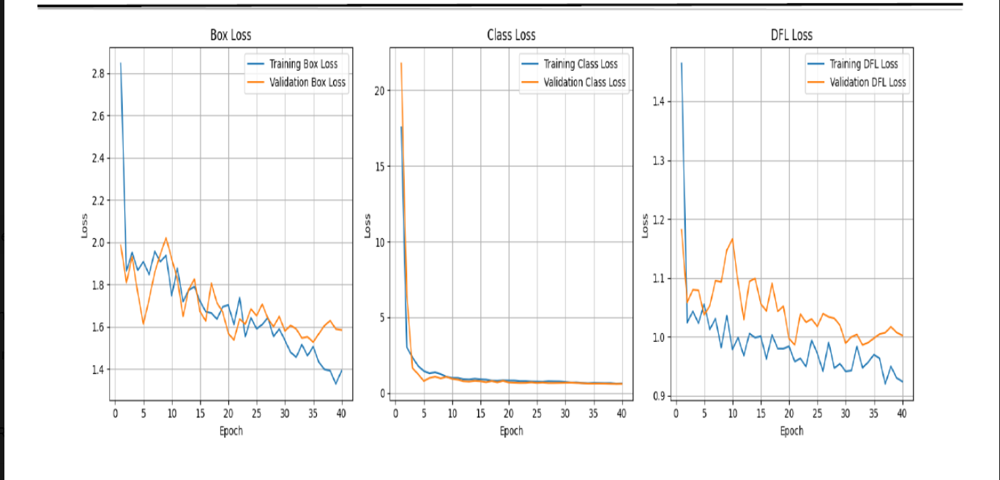 Box Loss
Training Box Loss
Validation Box Loss
2.8
2.6
2.4
2.2
2.0
1.8
1.6
1.4
Loss
0 5 10 15 20 25 30 35 40
Epoch
Class Loss
Training Class Loss
Validation Class Loss
20
15
10
5
0
Loss
0 5 10 15 20 25 30 35 40
Epoch
DFL Loss
Training DFL Loss
Validation DFL Loss
1.4
1.3
1.2
1.1
1.0
0.9
Loss
0 5 10 15 20 25 30 35 40
Epoch